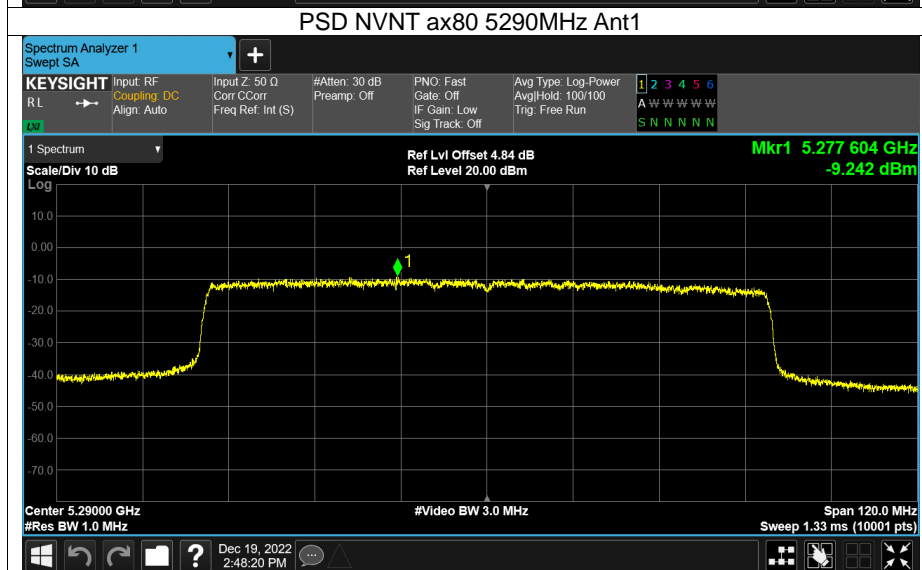 PSD NVNT ax80 5290MHz Ant1
Spectrum Analyzer 1
Swept SA
+
KEYSIGHT
R L
LXI
Input: RF
Coupling: DC
Align: Auto
Input Z: 50 Ω
Corr CCorr
Freq Ref: Int (S)
#Atten: 30 dB
Preamp: Off
PNO: Fast
Gate: Off
IF Gain: Low
Sig Track: Off
Avg Type: Log-Power
Avg|Hold: 100/100
Trig: Free Run
1 2 3 4 5 6
A W W W W W
S N N N N N
1 Spectrum
Scale/Div 10 dB
Log
Ref Lvl Offset 4.84 dB
Ref Level 20.00 dBm
Mkr1 5.277 604 GHz
-9.242 dBm
10.0
0.00
-10.0
-20.0
-30.0
-40.0
-50.0
-60.0
-70.0
1
Center 5.29000 GHz
#Res BW 1.0 MHz
#Video BW 3.0 MHz
Span 120.0 MHz
Sweep 1.33 ms (10001 pts)
?
Dec 19, 2022
2:48:20 PM